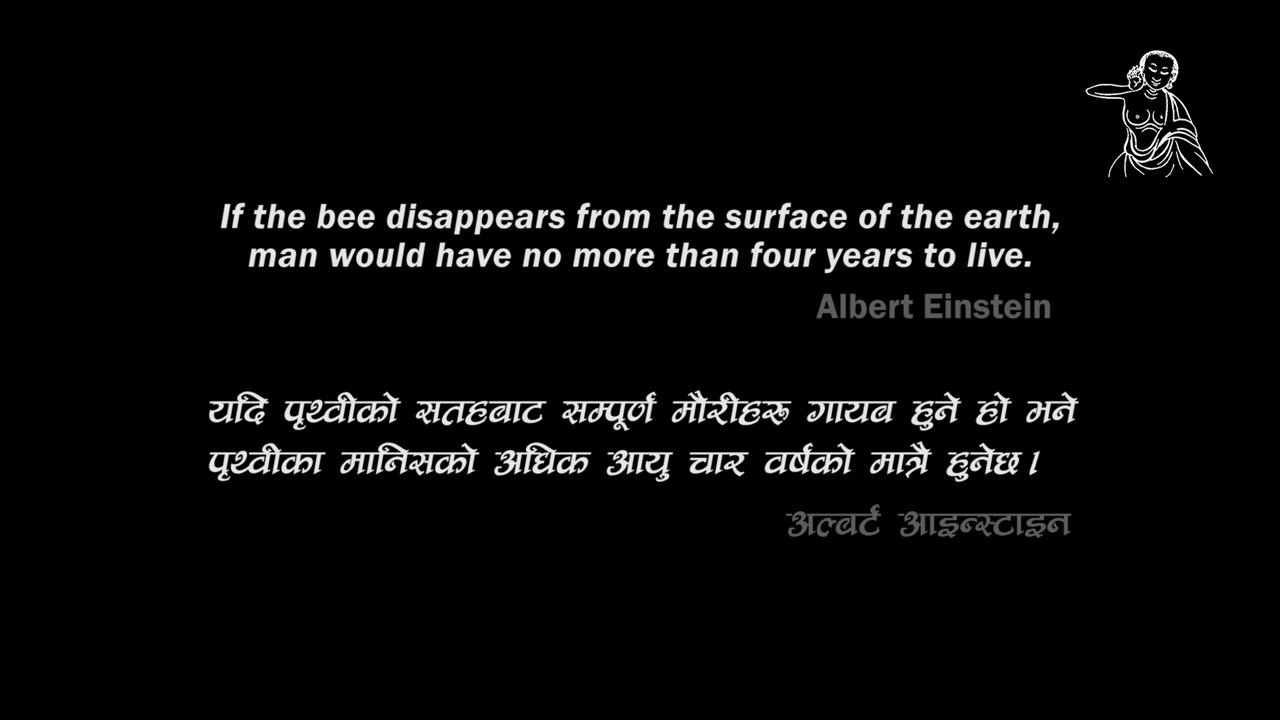 If the bee disappears from the surface of the earth,
man would have no more than four years to live.
Albert Einstein
यदि पृथ्वीको सतहबाट सम्पूर्ण मौरीहरू गायब हुने हो भने
पृथ्वीका मानिसको अधिक आयु चार वर्षको मात्रै हुनेछ।
अल्बर्ट आइन्स्टाइन